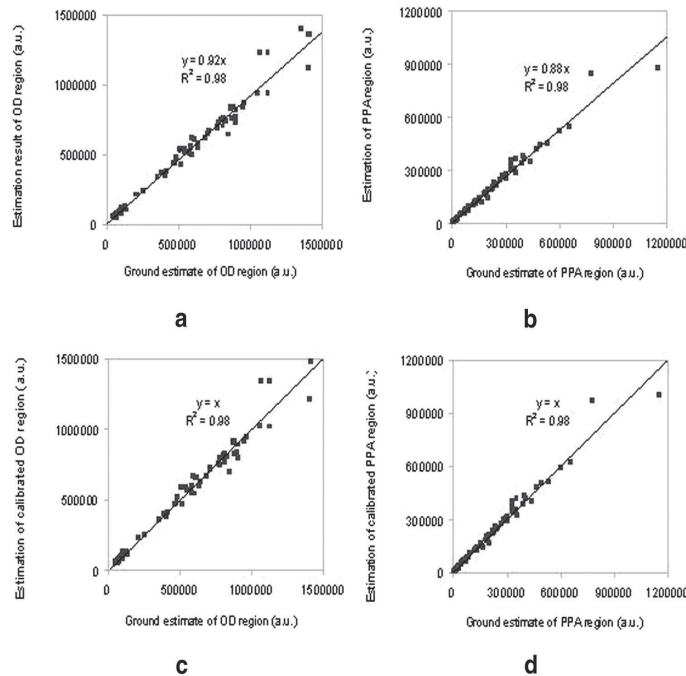 1500000
1000000
500000
0
Estimation result of OD region (a.u.)
y = 0.92x
R² = 0.98
0 500000 1000000 1500000
Ground estimate of OD region (a.u.)
a
1200000
900000
600000
300000
0
Estimation of PPA region (a.u.)
y = 0.88x
R² = 0.98
0 300000 600000 900000 1200000
Ground estimate of PPA region (a.u.)
b
1500000
1000000
500000
0
Estimation of calibrated OD region (a.u.)
y = x
R² = 0.98
0 500000 1000000 1500000
Ground estimate of OD region (a.u.)
c
1200000
900000
600000
300000
0
Estimation of calibrated PPA region (a.u.)
y = x
R² = 0.98
0 300000 600000 900000 1200000
Ground estimate of PPA region (a.u.)
d